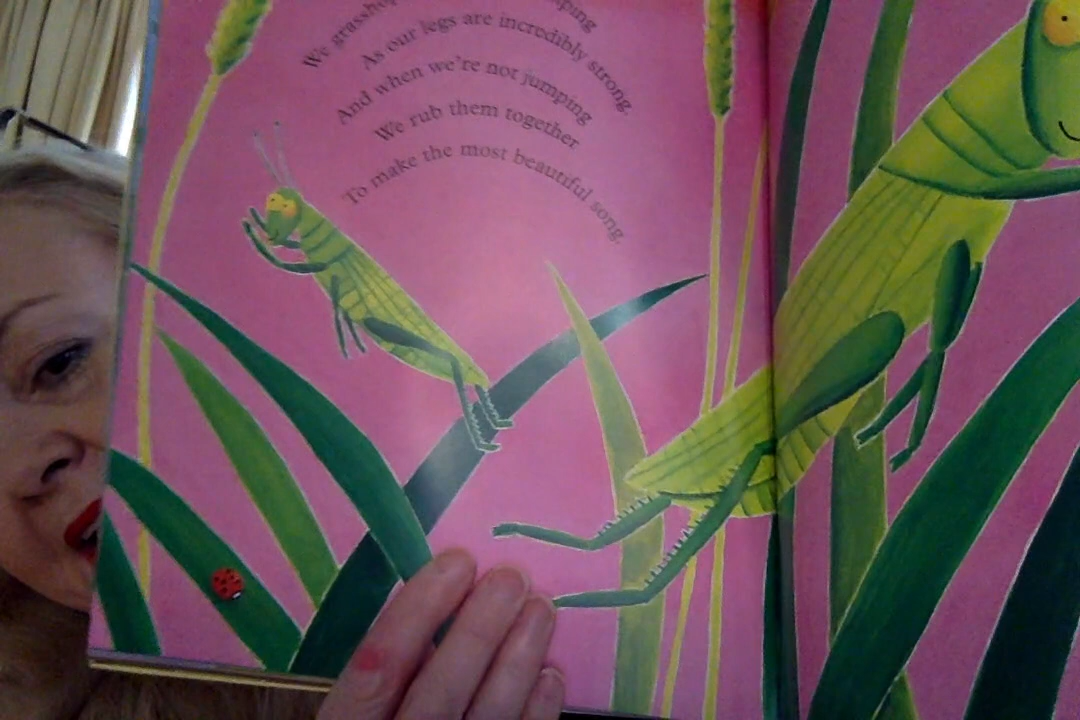 We
As our legs are incredibly strong.
And when we're not jumping
We rub them together
To make the most beautiful song.